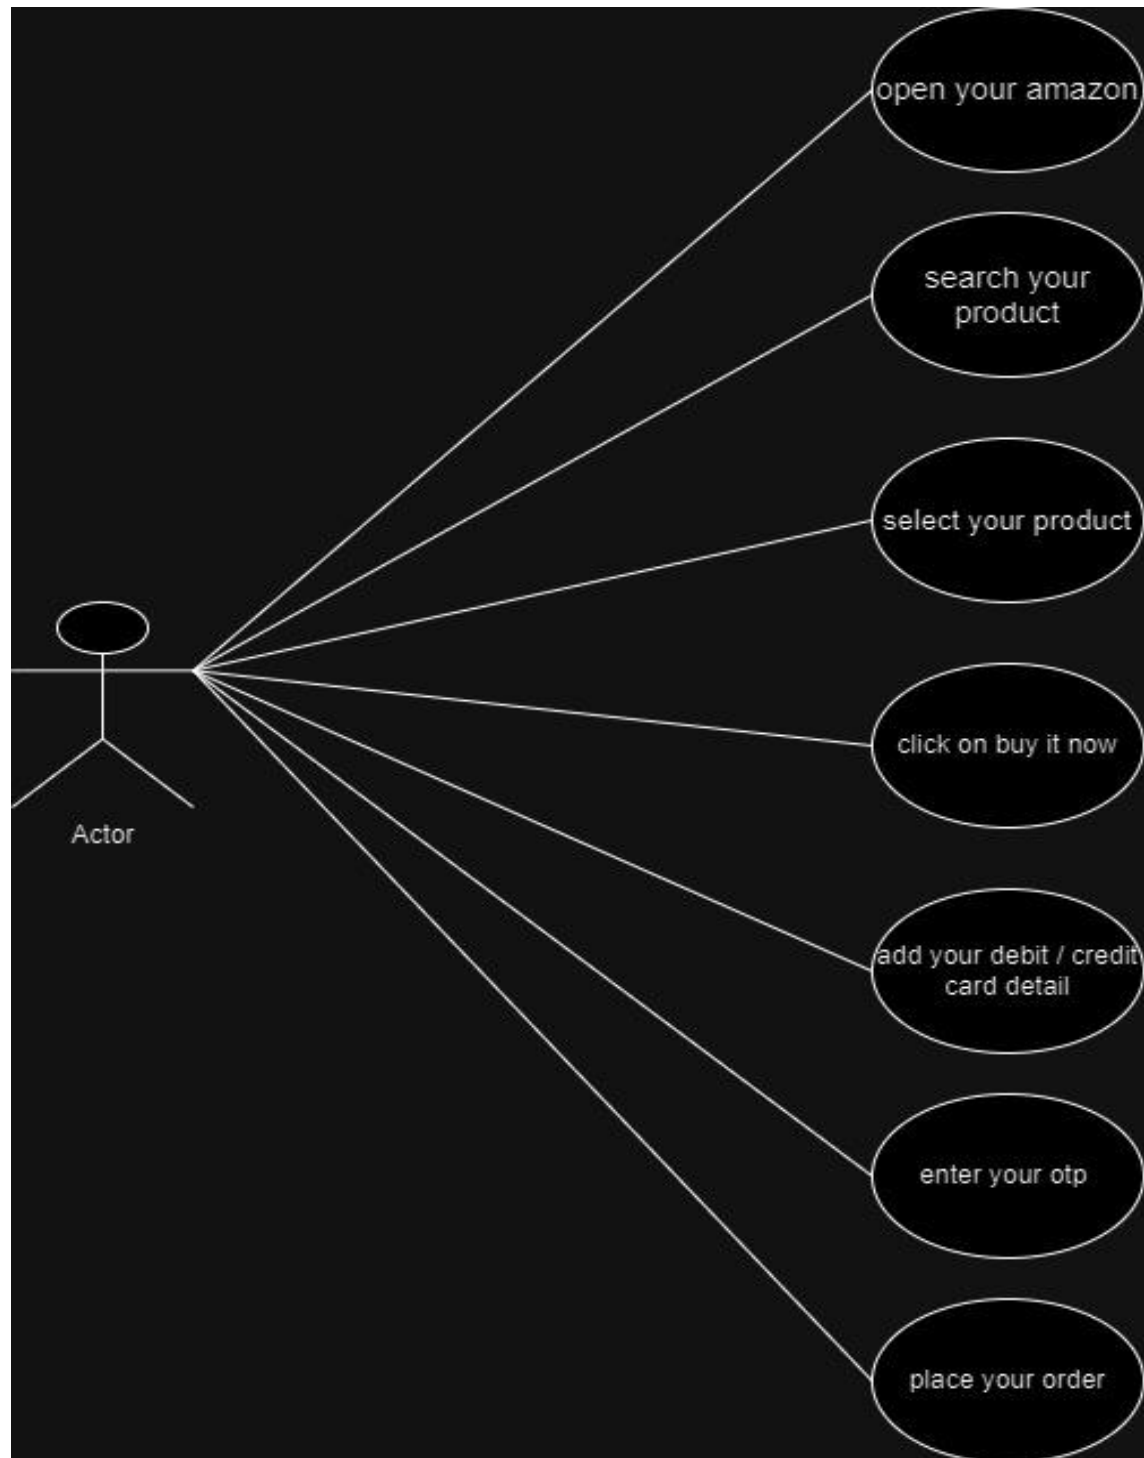 open your amazon
search your
product
select your product
click on buy it now
Actor
add your debit / credit
card detail
enter your otp
place your order